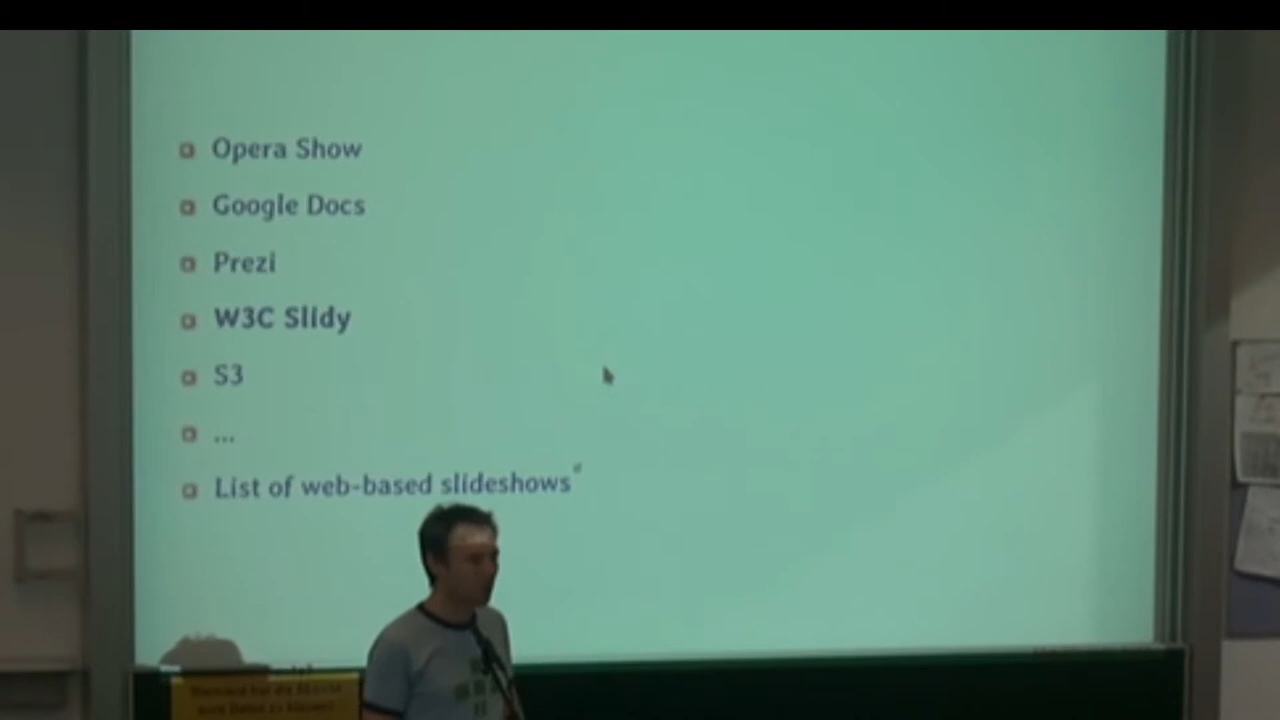 Opera Show
Google Docs
Prezi
W3C Slidy
S3
...
List of web-based slideshows